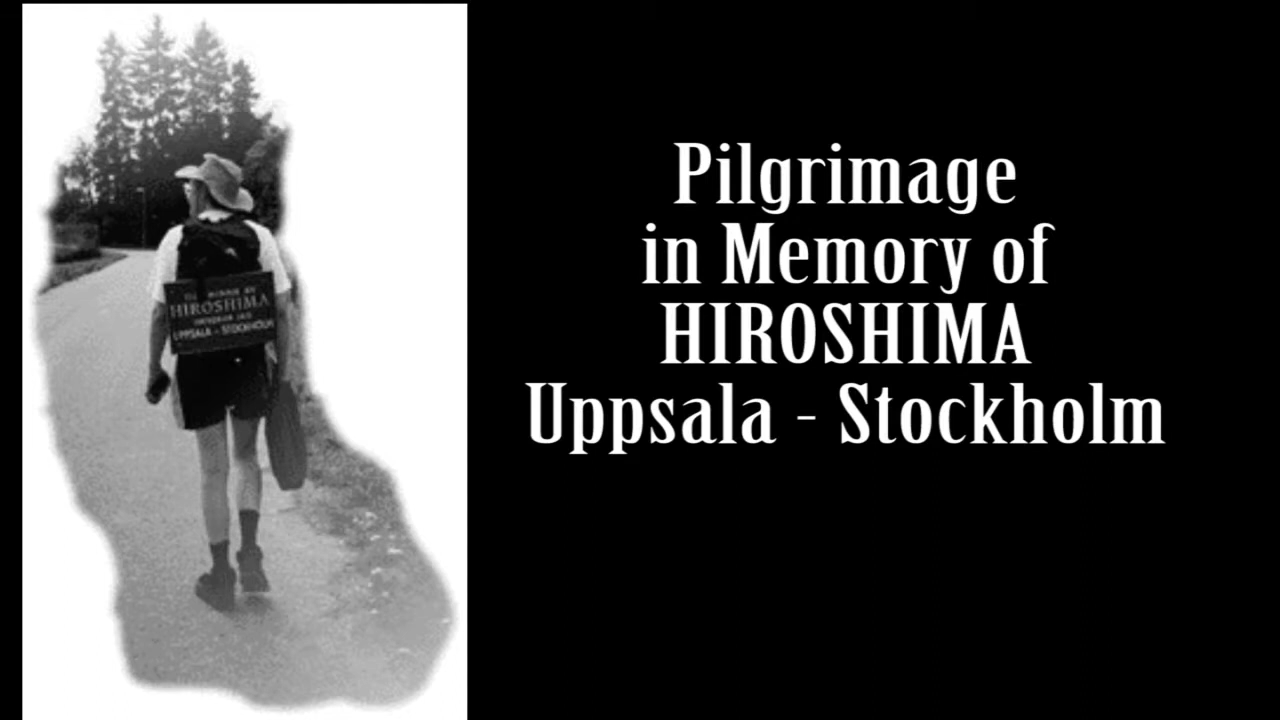 Pilgrimage
in Memory of
HIROSHIMA
Uppsala - Stockholm
HIROSHIMA
UPPSALA - STOCKHOLM